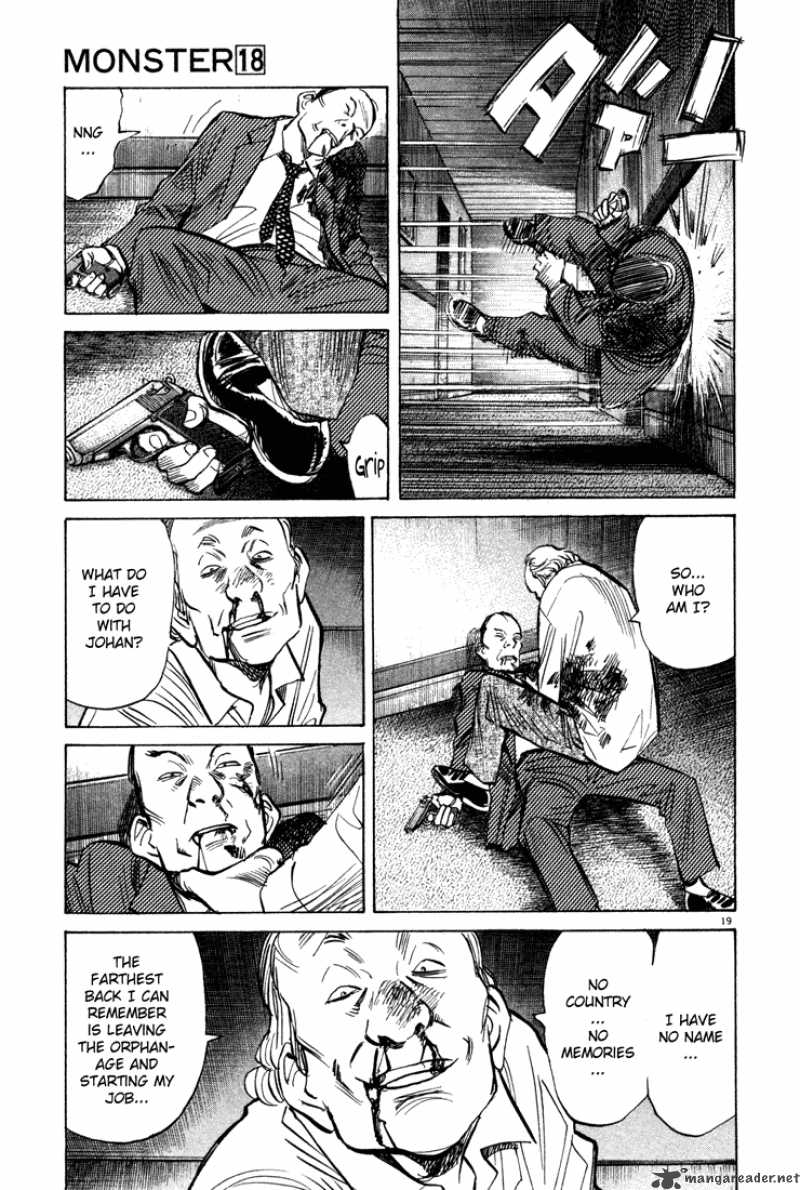 MONSTER18
NNG
...
Grip
SO...
WHO
AM I?
WHAT DO
I HAVE
TO DO
WITH
JOHAN?
19
I HAVE
NO NAME
...
NO
COUNTRY
...
NO
MEMORIES
...
THE
FARTHEST
BACK I CAN
REMEMBER
IS LEAVING
THE ORPHAN-
AGE AND
STARTING MY
JOB...
mangareader.net